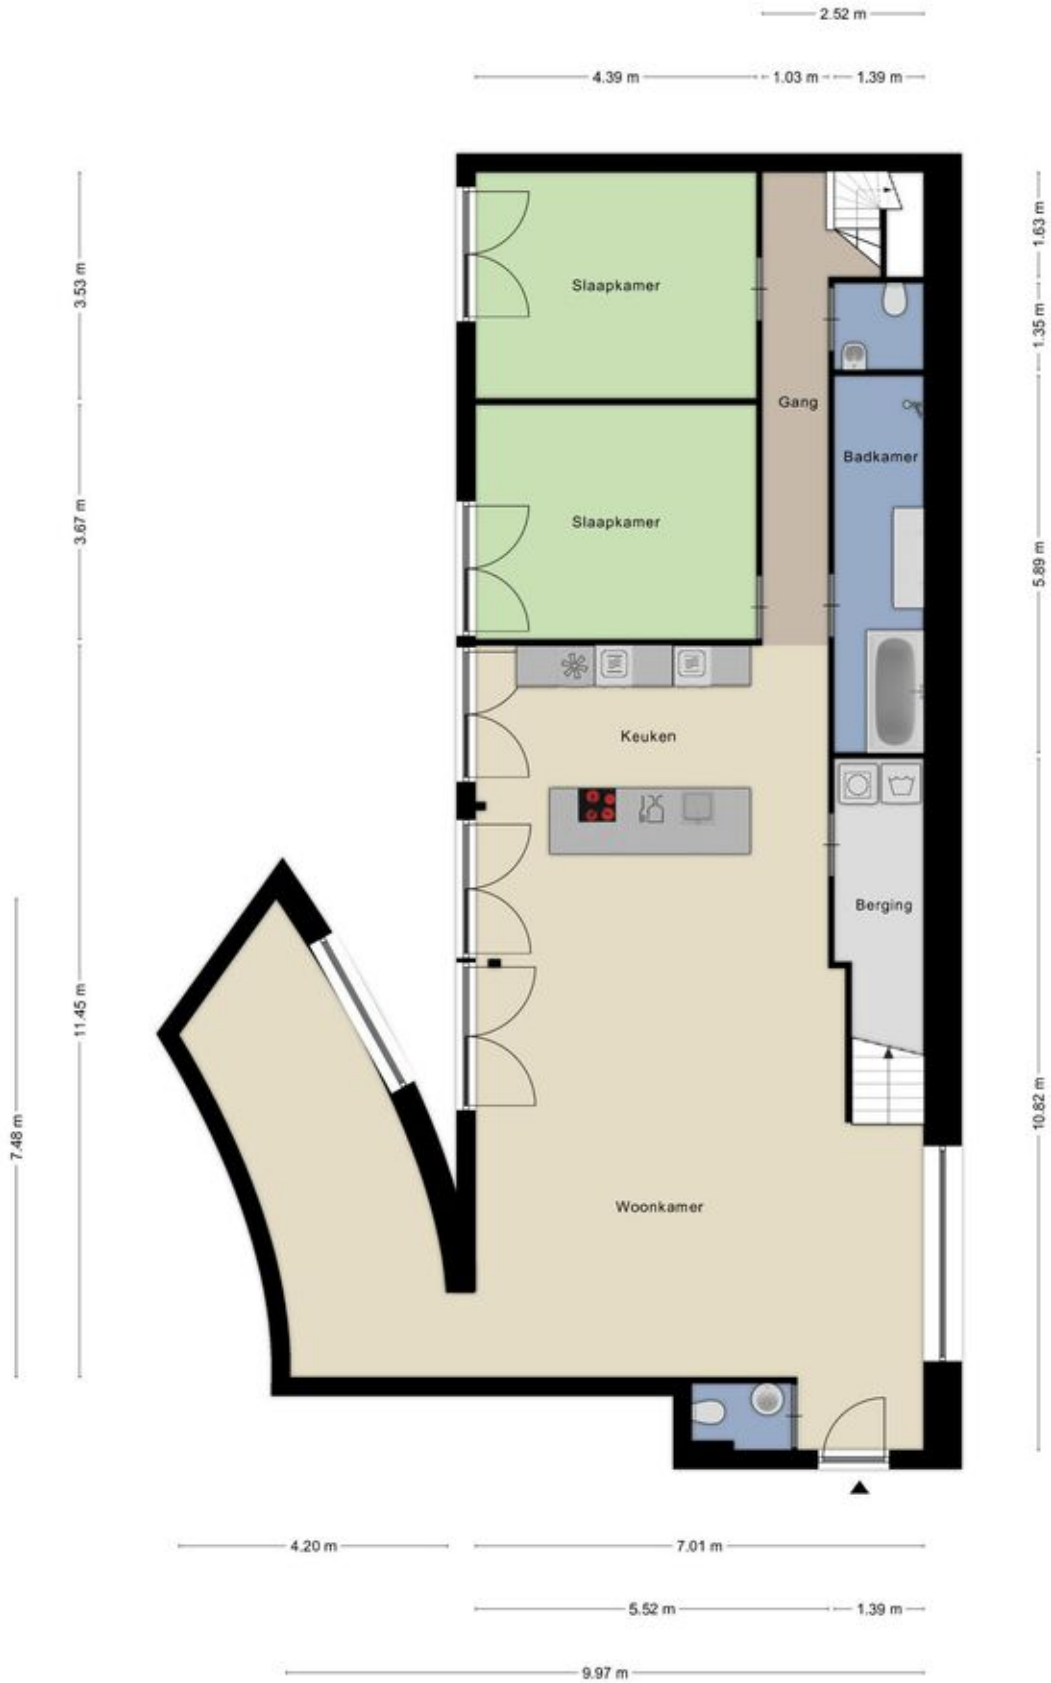 2.52 m
4.39 m
1.03 m
1.39 m
3.53 m
1.63 m
Slaapkamer
1.35 m
Gang
Badkamer
3.67 m
Slaapkamer
5.89 m
Keuken
Berging
11.45 m
10.82 m
7.48 m
Woonkamer
4.20 m
7.01 m
5.52 m
1.39 m
9.97 m